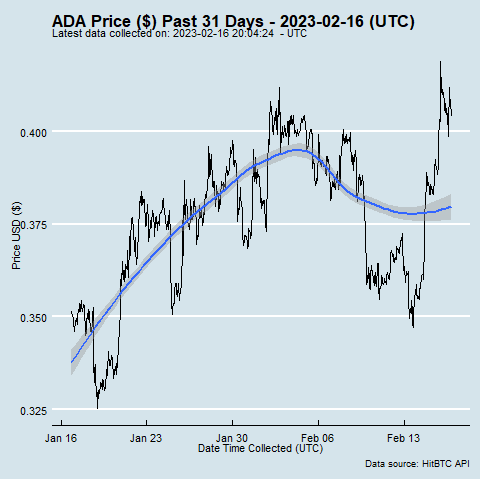 ADA Price ($) Past 31 Days - 2023-02-16 (UTC)
Latest data collected on: 2023-02-16 20:04:24 - UTC
0.400
0.375
0.350
0.325
Price USD ($)
Jan 16 Jan 23 Jan 30 Feb 06 Feb 13
Date Time Collected (UTC)
Data source: HitBTC API